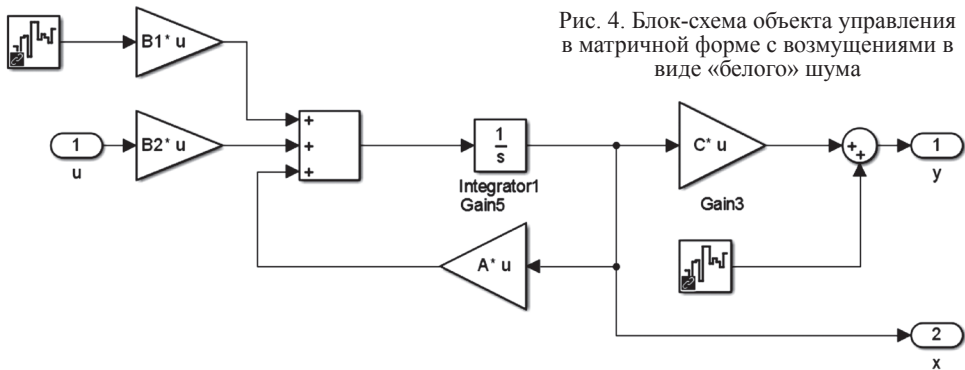 Рис. 4. Блок-схема объекта управления
в матричной форме с возмущениями в
виде «белого» шума
B1* u
1
u
B2* u
+
+
+
1
s
Integrator1
Gain5
C* u
Gain3
+
+
1
y
A* u
2
x